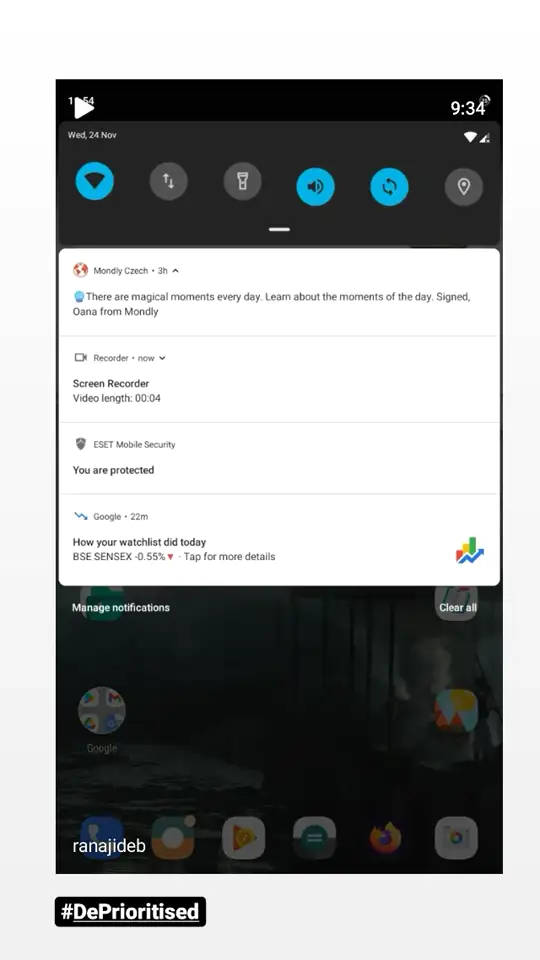 9:34
Wed, 24 Nov
Mondly Czech • 3h
There are magical moments every day. Learn about the moments of the day. Signed,
Oana from Mondly
Recorder • now
Screen Recorder
Video length: 00:04
ESET Mobile Security
You are protected
Google • 22m
How your watchlist did today
BSE SENSEX -0.55%▼ · Tap for more details
Manage notifications
Clear all
Google
ranajideb
#DePrioritised